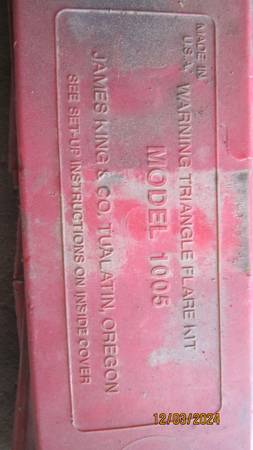 MADE IN
U.S.A. WARNING TRIANGLE FLARE KIT
MODEL 1005
JAMES KING & CO. TUALATIN, OREGON
SEE SET-UP INSTRUCTIONS ON INSIDE COVER
12/03/2024